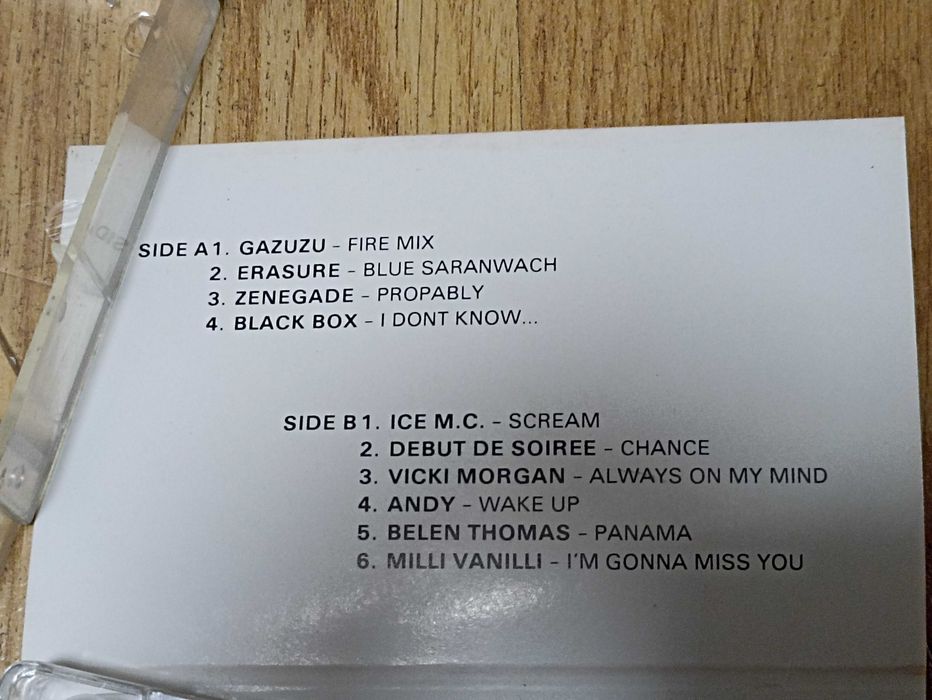 SIDE A 1. GAZUZU - FIRE MIX
2. ERASURE - BLUE SARANWACH
3. ZENEGADE - PROPABLY
4. BLACK BOX - I DONT KNOW...
SIDE B 1. ICE M.C. - SCREAM
2. DEBUT DE SOIREE - CHANCE
3. VICKI MORGAN - ALWAYS ON MY MIND
4. ANDY - WAKE UP
5. BELEN THOMAS - PANAMA
6. MILLI VANILLI - I'M GONNA MISS YOU